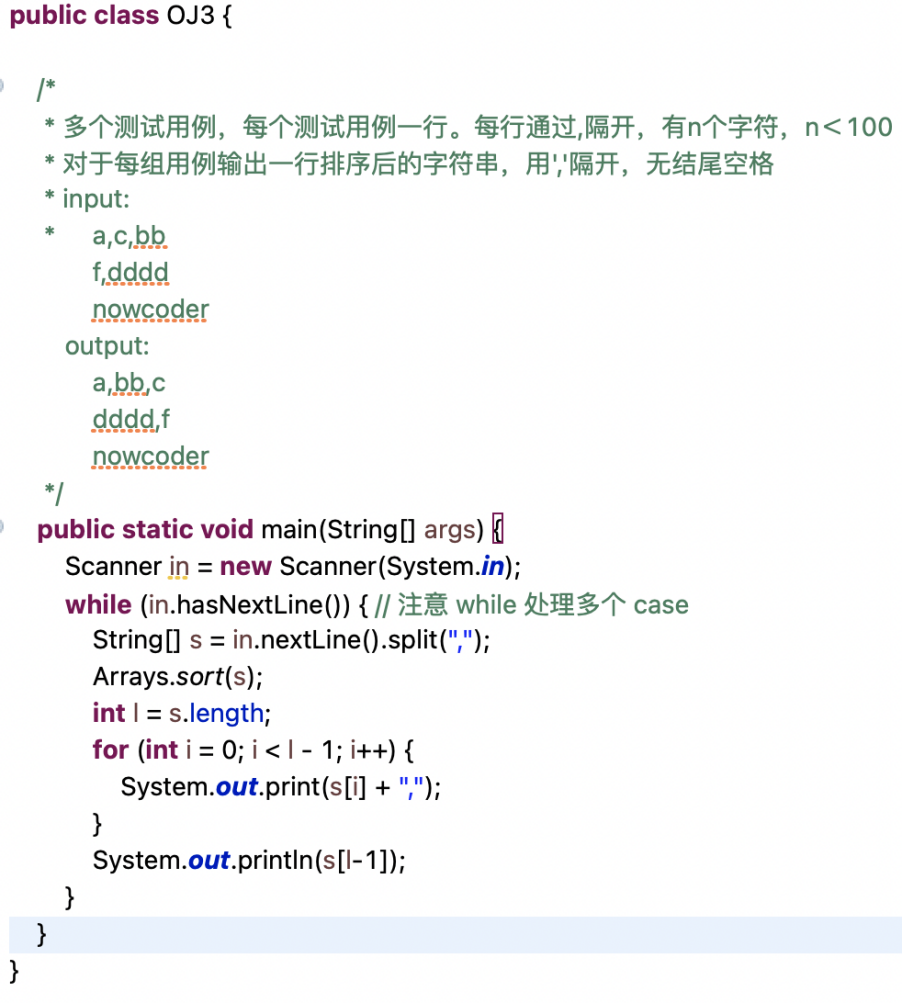 public class OJ3 {
/*
* 多个测试用例，每个测试用例一行。每行通过,隔开，有n个字符，n＜100
* 对于每组用例输出一行排序后的字符串，用','隔开，无结尾空格
* input:
* a,c,bb
f,dddd
nowcoder
output:
a,bb,c
dddd,f
nowcoder
*/
public static void main(String[] args) {
Scanner in = new Scanner(System.in);
while (in.hasNextLine()) { // 注意 while 处理多个 case
String[] s = in.nextLine().split(",");
Arrays.sort(s);
int l = s.length;
for (int i = 0; i < l - 1; i++) {
System.out.print(s[i] + ",");
}
System.out.println(s[l-1]);
}
}
}